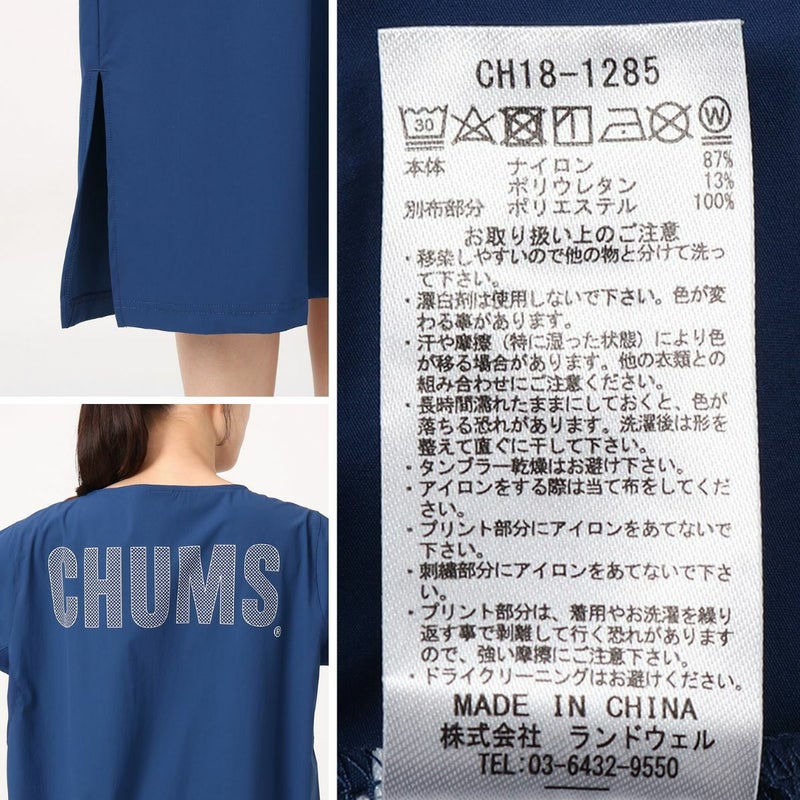 CHUMS®
CH18-1285
30 W
本体 ナイロン 87%
ポリウレタン 13%
別布部分 ポリエステル 100%
お取り扱い上のご注意
・移染しやすいので他の物と分けて洗っ
て下さい。
・漂白剤は使用しないで下さい。色が変
わる事があります。
・汗や摩擦（特に湿った状態）により色
が移る場合があります。他の衣類との
組み合わせにご注意ください。
・長時間濡れたままにしておくと、色が
落ちる恐れがあります。洗濯後は形を
整えて直ぐに干して下さい。
・タンブラー乾燥はお避け下さい。
・アイロンをする際は当て布をしてくだ
さい。
・プリント部分にアイロンをあてないで
下さい。
・刺繍部分にアイロンをあてないで下さ
い。
・プリント部分は、着用やお洗濯を繰り
返す事で剥離して行く恐れがあります
ので、強い摩擦にご注意下さい。
・ドライクリーニングはお避けください。
MADE IN CHINA
株式会社 ランドウェル
TEL:03-6432-9550